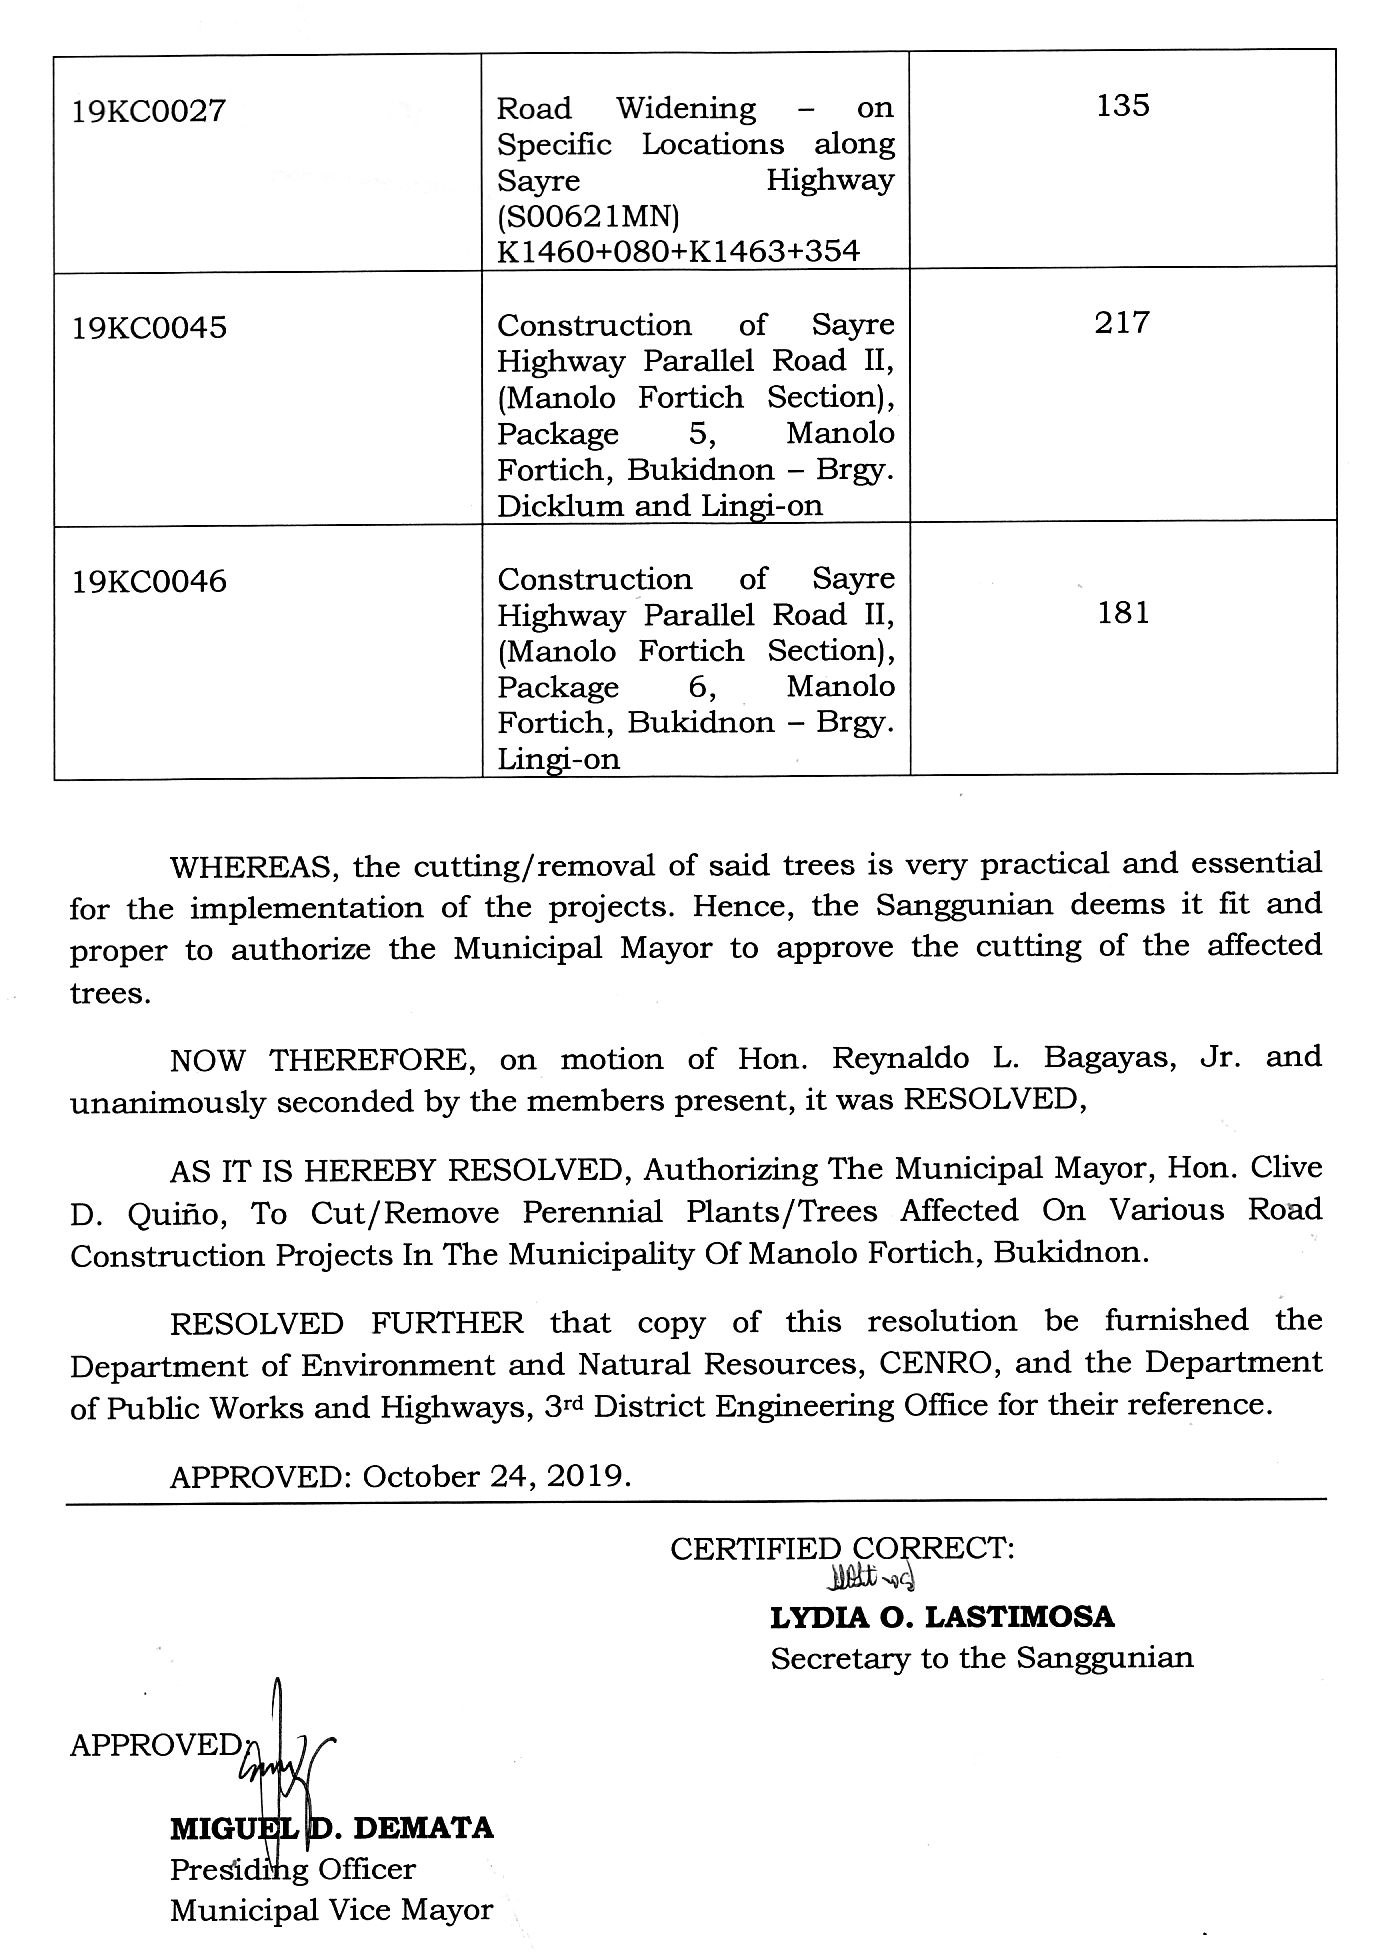 19KC0027
Road Widening – on
Specific Locations along
Sayre Highway
(S00621MN)
K1460+080+K1463+354
135
19KC0045
Construction of Sayre
Highway Parallel Road II,
(Manolo Fortich Section),
Package 5, Manolo
Fortich, Bukidnon – Brgy.
Dicklum and Lingi-on
217
19KC0046
Construction of Sayre
Highway Parallel Road II,
(Manolo Fortich Section),
Package 6, Manolo
Fortich, Bukidnon – Brgy.
Lingi-on
181
WHEREAS, the cutting/removal of said trees is very practical and essential
for the implementation of the projects. Hence, the Sanggunian deems it fit and
proper to authorize the Municipal Mayor to approve the cutting of the affected
trees.
NOW THEREFORE, on motion of Hon. Reynaldo L. Bagayas, Jr. and
unanimously seconded by the members present, it was RESOLVED,
AS IT IS HEREBY RESOLVED, Authorizing The Municipal Mayor, Hon. Clive
D. Quiño, To Cut/Remove Perennial Plants/Trees Affected On Various Road
Construction Projects In The Municipality Of Manolo Fortich, Bukidnon.
RESOLVED FURTHER that copy of this resolution be furnished the
Department of Environment and Natural Resources, CENRO, and the Department
of Public Works and Highways, 3rd District Engineering Office for their reference.
APPROVED: October 24, 2019.
CERTIFIED CORRECT:
LYDIA O. LASTIMOSA
Secretary to the Sanggunian
APPROVED:
MIGUEL D. DEMATA
Presiding Officer
Municipal Vice Mayor